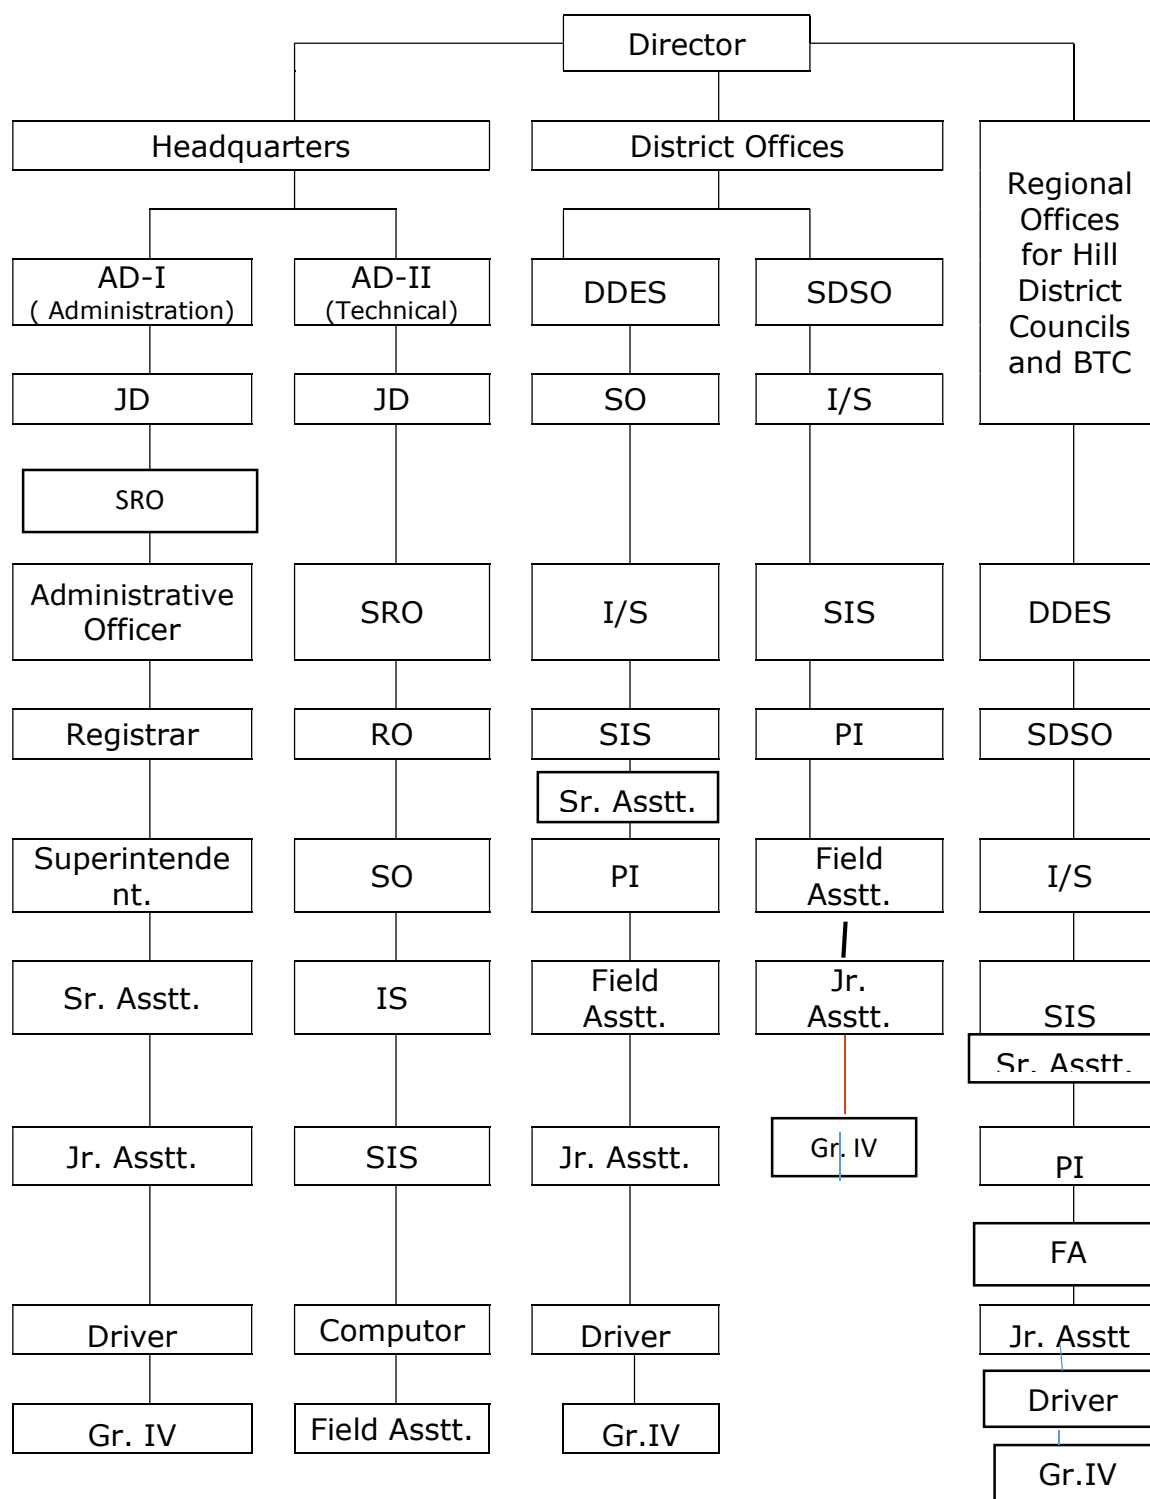 Director
Headquarters
District Offices
Regional
Offices
for Hill
District
Councils
and BTC
AD-I
( Administration)
AD-II
(Technical)
DDES
SDSO
JD
JD
SO
I/S
SRO
Administrative
Officer
SRO
I/S
SIS
DDES
Registrar
RO
SIS
PI
SDSO
Sr. Asstt.
Superintende
nt.
SO
PI
Field
Asstt.
I/S
Sr. Asstt.
IS
Field
Asstt.
Jr.
Asstt.
SIS
Sr. Asstt.
Jr. Asstt.
SIS
Jr. Asstt.
Gr. IV
PI
FA
Driver
Computor
Driver
Jr. Asstt
Driver
Gr. IV
Field Asstt.
Gr.IV
Gr.IV